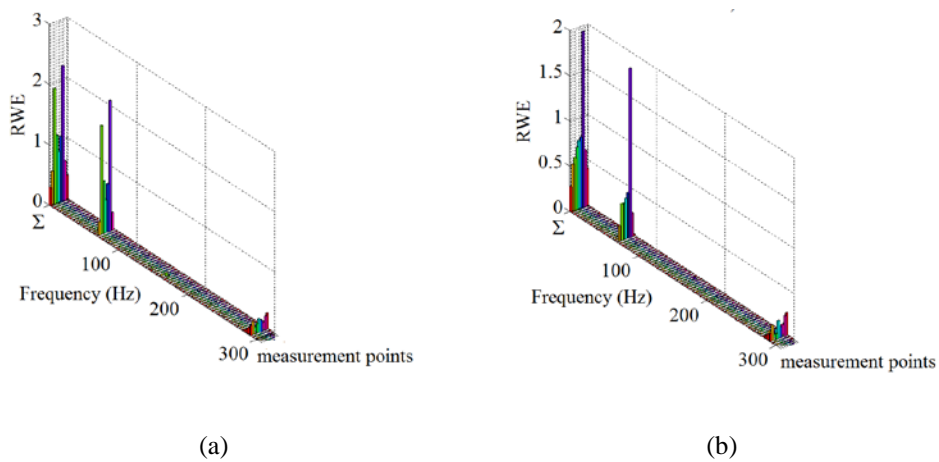 3
2
1
0
RWE
Σ
100
200
300
Frequency (Hz)
measurement points
(a)
2
1.5
1
0.5
0
RWE
Σ
100
200
300
Frequency (Hz)
measurement points
(b)